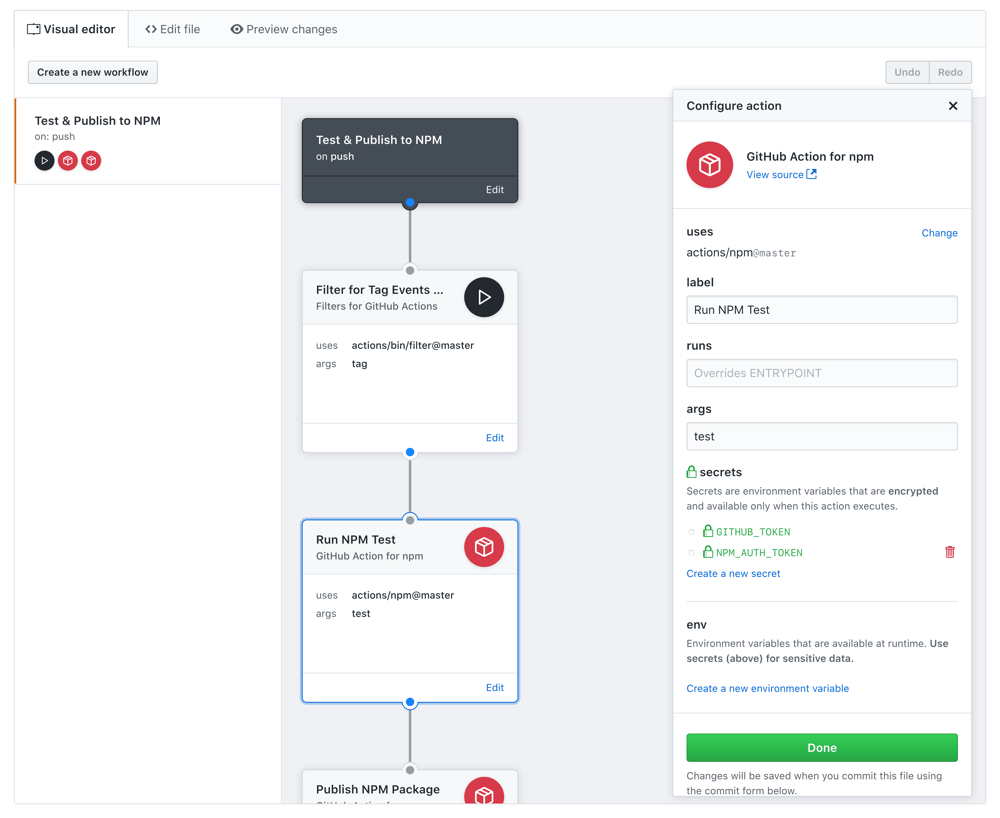 Visual editor
Edit file
Preview changes
Create a new workflow
Undo
Redo
Test & Publish to NPM
on: push
Test & Publish to NPM
on push
Edit
Filter for Tag Events ...
Filters for GitHub Actions
uses actions/bin/filter@master
args tag
Edit
Run NPM Test
GitHub Action for npm
uses actions/npm@master
args test
Edit
Publish NPM Package
Configure action
GitHub Action for npm
View source
uses
Change
actions/npm@master
label
Run NPM Test
runs
Overrides ENTRYPOINT
args
test
secrets
Secrets are environment variables that are encrypted
and available only when this action executes.
GITHUB_TOKEN
NPM_AUTH_TOKEN
Create a new secret
env
Environment variables that are available at runtime. Use
secrets (above) for sensitive data.
Create a new environment variable
Done
Changes will be saved when you commit this file using
the commit form below.